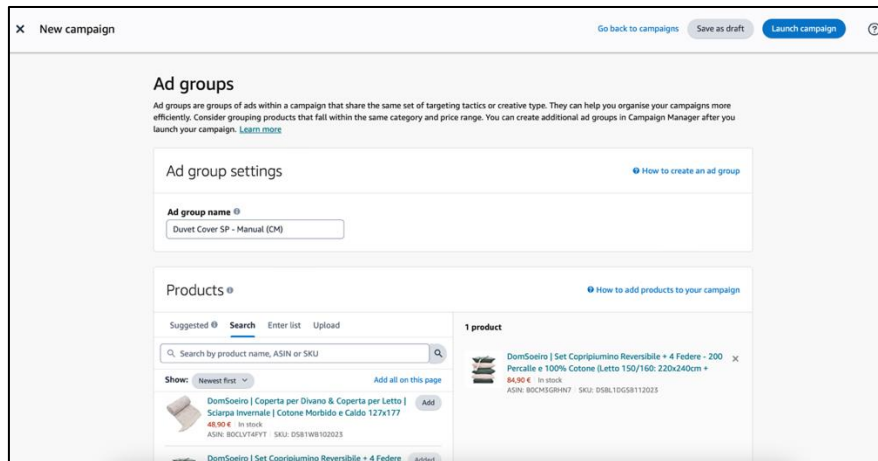 New campaign
Go back to campaigns
Save as draft
Launch campaign
Ad groups
Ad groups are groups of ads within a campaign that share the same set of targeting tactics or creative type. They can help you organise your campaigns more
efficiently. Consider grouping products that fall within the same category and price range. You can create additional ad groups in Campaign Manager after you
launch your campaign. Learn more
Ad group settings
How to create an ad group
Ad group name
Duvet Cover SP - Manual (CM)
Products
How to add products to your campaign
Suggested Search Enter list Upload
Search by product name, ASIN or SKU
Show: Newest first
Add all on this page
DomSoeiro | Coperta per Divano & Coperta per Letto |
Sciarpa Invernale | Cotone Morbido e Caldo 127x177
48,90 € In stock
ASIN: B0CLVT4FYT SKU: DSB1WB102023
Add
DomSoeiro | Set Copripiumino Reversibile + 4 Federe
Added
1 product
DomSoeiro | Set Copripiumino Reversibile + 4 Federe - 200
Percalle e 100% Cotone (Letto 150/160: 220x240cm +
84,90 € In stock
ASIN: B0CM3GRHN7 SKU: DSBL1DGS8112023